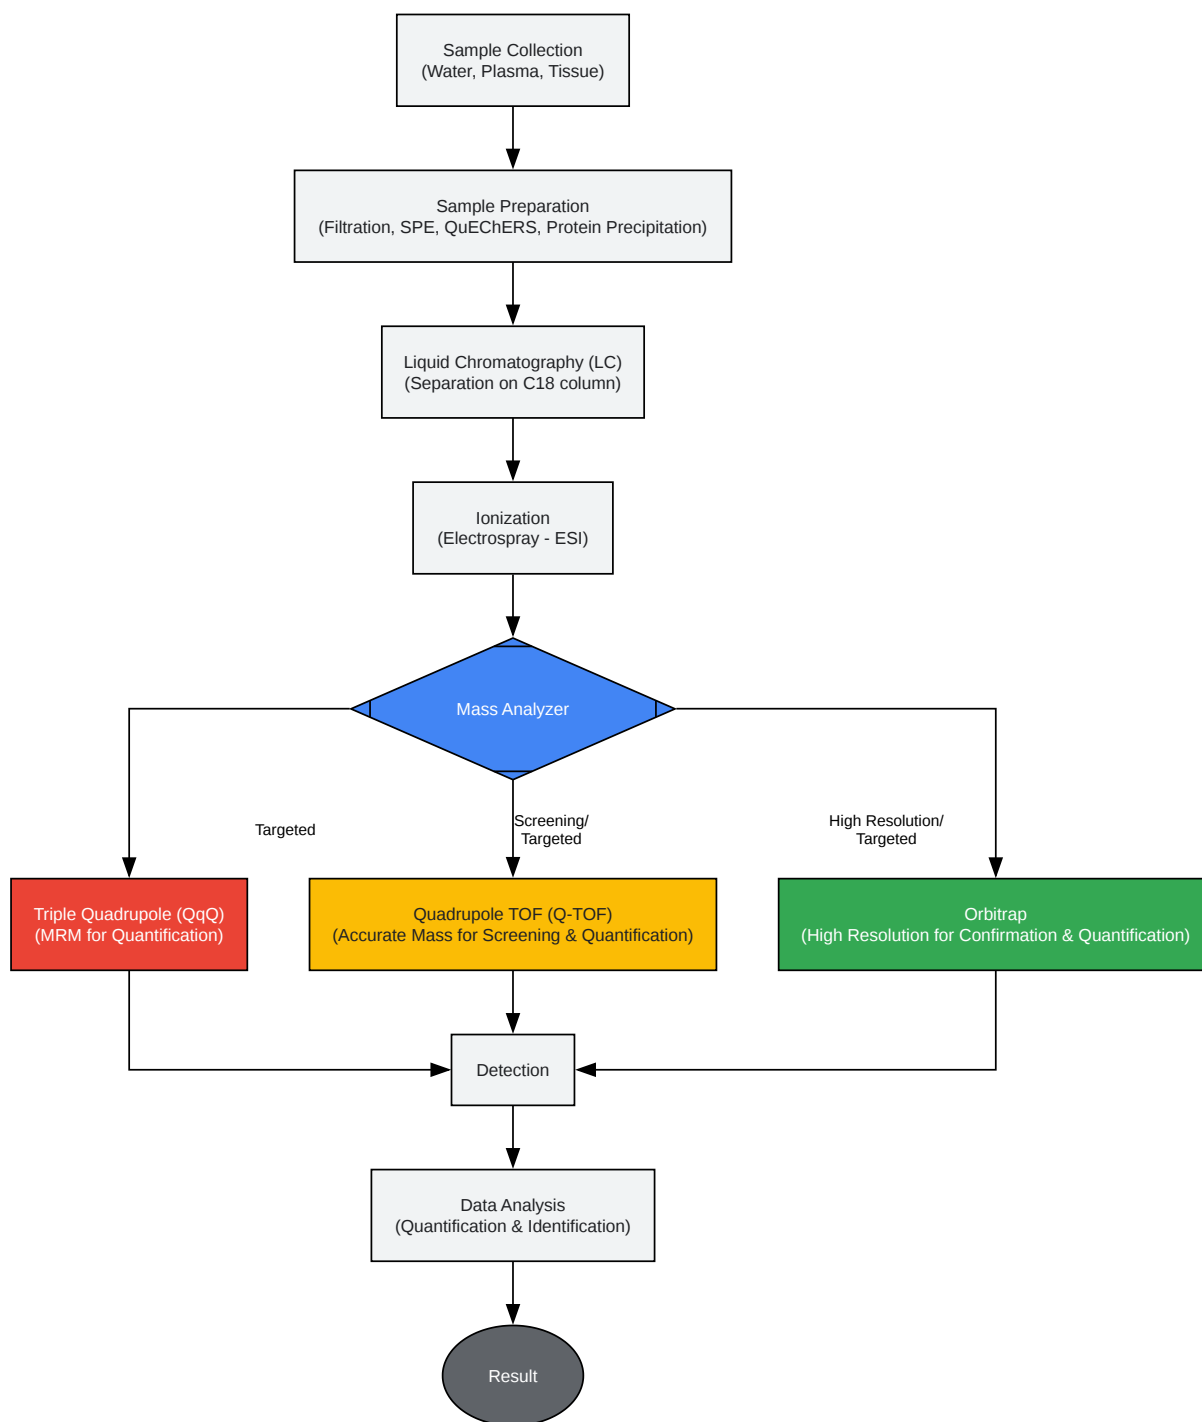 Sample Collection
(Water, Plasma, Tissue)
Sample Preparation
(Filtration, SPE, QuEChERS, Protein Precipitation)
Liquid Chromatography (LC)
(Separation on C18 column)
Ionization
(Electrospray - ESI)
Mass Analyzer
Targeted
Screening/
Targeted
High Resolution/
Targeted
Triple Quadrupole (QqQ)
(MRM for Quantification)
Quadrupole TOF (Q-TOF)
(Accurate Mass for Screening & Quantification)
Orbitrap
(High Resolution for Confirmation & Quantification)
Detection
Data Analysis
(Quantification & Identification)
Result